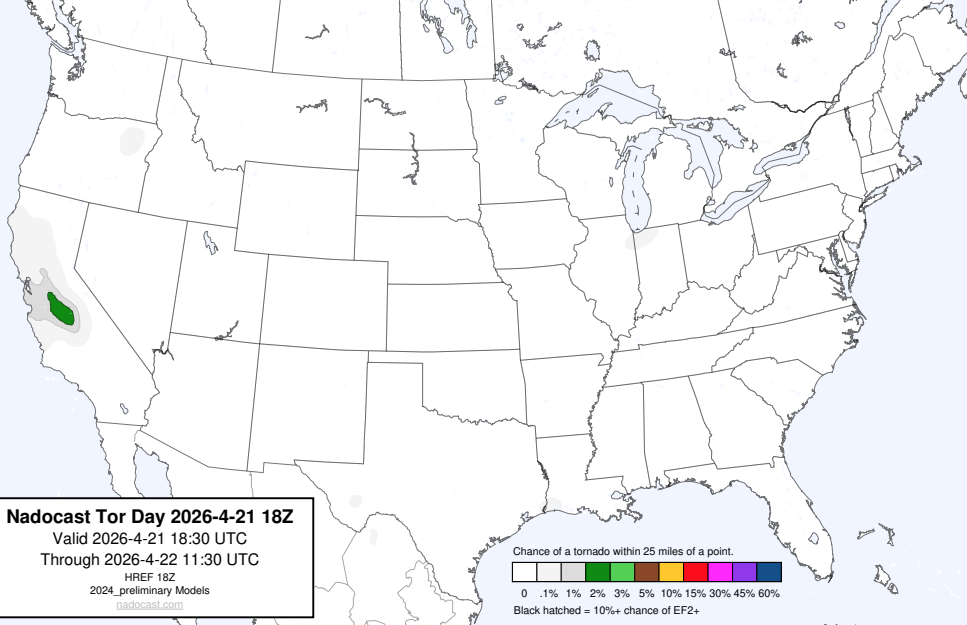 Nadocast Tor Day 2026-4-21 18Z
Valid 2026-4-21 18:30 UTC
Through 2026-4-22 11:30 UTC
HREF 18Z
2024_preliminary Models
nadocast.com
Chance of a tornado within 25 miles of a point.
0 .1% 1% 2% 3% 5% 10% 15% 30% 45% 60%
Black hatched = 10%+ chance of EF2+